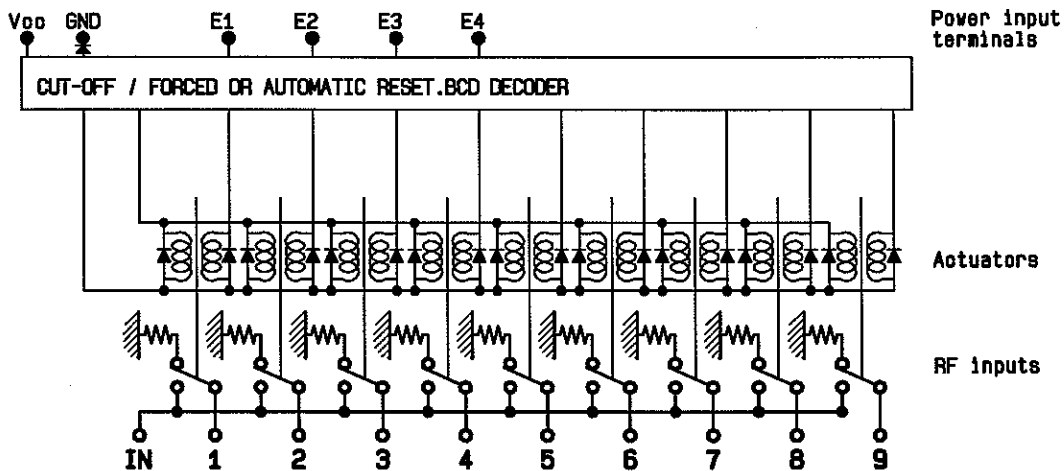 Vcc GND E1 E2 E3 E4
Power input
terminals
CUT-OFF / FORCED OR AUTOMATIC RESET.BCD DECODER
Actuators
RF inputs
IN 1 2 3 4 5 6 7 8 9